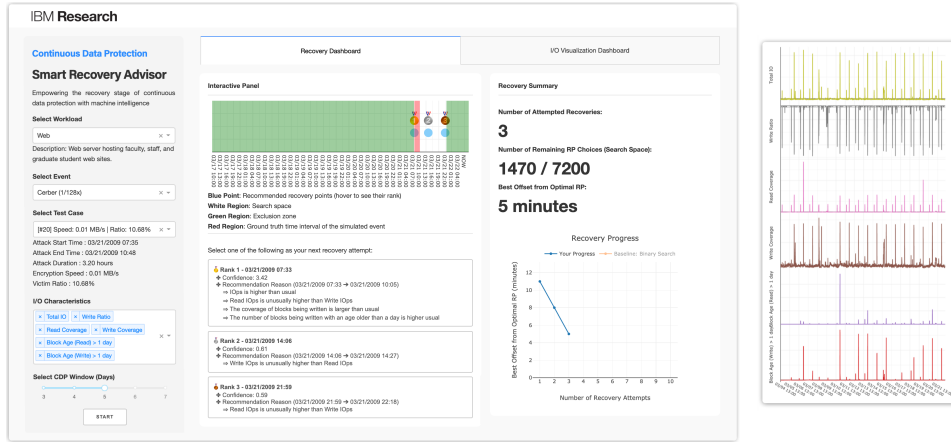 IBM Research
Continuous Data Protection
Smart Recovery Advisor
Empowering the recovery stage of continuous
data protection with machine intelligence
Select Workload
Web
Description: Web server hosting faculty, staff, and
graduate student web sites.
Select Event
Cerber (1/128x)
Select Test Case
[#20] Speed: 0.01 MB/s | Ratio: 10.68%
Attack Start Time : 03/21/2009 07:35
Attack End Time : 03/21/2009 10:48
Attack Duration : 3.20 hours
Encryption Speed : 0.01 MB/s
Victim Ratio : 10.68%
I/O Characteristics
× Total IO × Write Ratio
× Read Coverage × Write Coverage
× Block Age (Read) > 1 day
× Block Age (Write) > 1 day
Select CDP Window (Days)
3 4 5 6 7
START
Recovery Dashboard
I/O Visualization Dashboard
Interactive Panel
NOW
Blue Point: Recommended recovery points (hover to see their rank)
White Region: Search space
Green Region: Exclusion zone
Red Region: Ground truth time interval of the simulated event
Select one of the following as your next recovery attempt:
Rank 1 - 03/21/2009 07:33
✤ Confidence: 3.42
✤ Recommendation Reason (03/21/2009 07:33 ➔ 03/21/2009 10:05)
⇒ IOps is higher than usual
⇒ Read IOps is unusually higher than Write IOps
⇒ The coverage of blocks being written is larger than usual
⇒ The number of blocks being written with an age older than a day is higher usual
Rank 2 - 03/21/2009 14:06
✤ Confidence: 0.61
✤ Recommendation Reason (03/21/2009 14:06 ➔ 03/21/2009 14:27)
⇒ Write IOps is unusually higher than Read IOps
Rank 3 - 03/21/2009 21:59
✤ Confidence: 0.59
✤ Recommendation Reason (03/21/2009 21:59 ➔ 03/21/2009 22:18)
⇒ Read IOps is unusually higher than Write IOps
Recovery Summary
Number of Attempted Recoveries:
3
Number of Remaining RP Choices (Search Space):
1470 / 7200
Best Offset from Optimal RP:
5 minutes
Recovery Progress
Your Progress Baseline: Binary Search
Best Offset from Optimal RP (minutes)
12
10
8
6
4
2
0
1 2 3 4 5 6 7 8 9 10
Number of Recovery Attempts
Total IO
Write Ratio
Read Coverage
Write Coverage
Block Age (Read) > 1 day
Block Age (Write) > 1 day